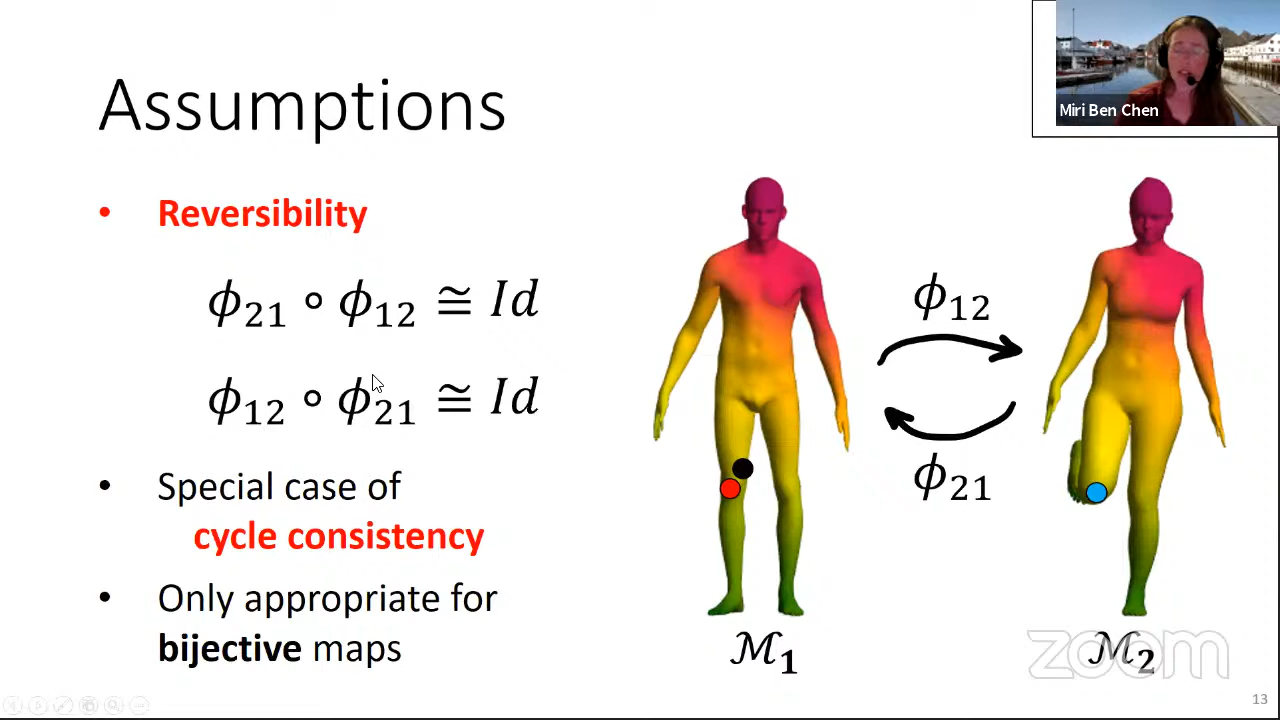 Assumptions
Miri Ben Chen
• Reversibility
ϕ₂₁ ∘ ϕ₁₂ ≅ Id
ϕ₁₂ ∘ ϕ₂₁ ≅ Id
• Special case of
cycle consistency
• Only appropriate for
bijective maps
ϕ₁₂
ϕ₂₁
ℳ₁
ℳ₂
zoom
13